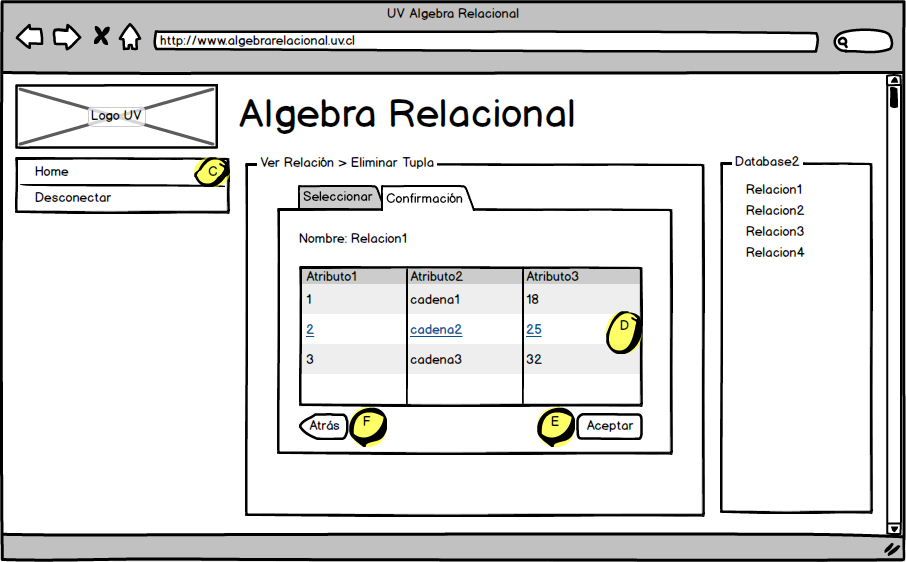 UV Algebra Relacional
http://www.algebrarelacional.uv.cl
Logo UV
Algebra Relacional
Home C
Desconectar
Ver Relación > Eliminar Tupla
Seleccionar Confirmación
Nombre: Relacion1
Atributo1 Atributo2 Atributo3
1 cadena1 18
2 cadena2 25 D
3 cadena3 32
Atrás F E Aceptar
Database2
Relacion1
Relacion2
Relacion3
Relacion4